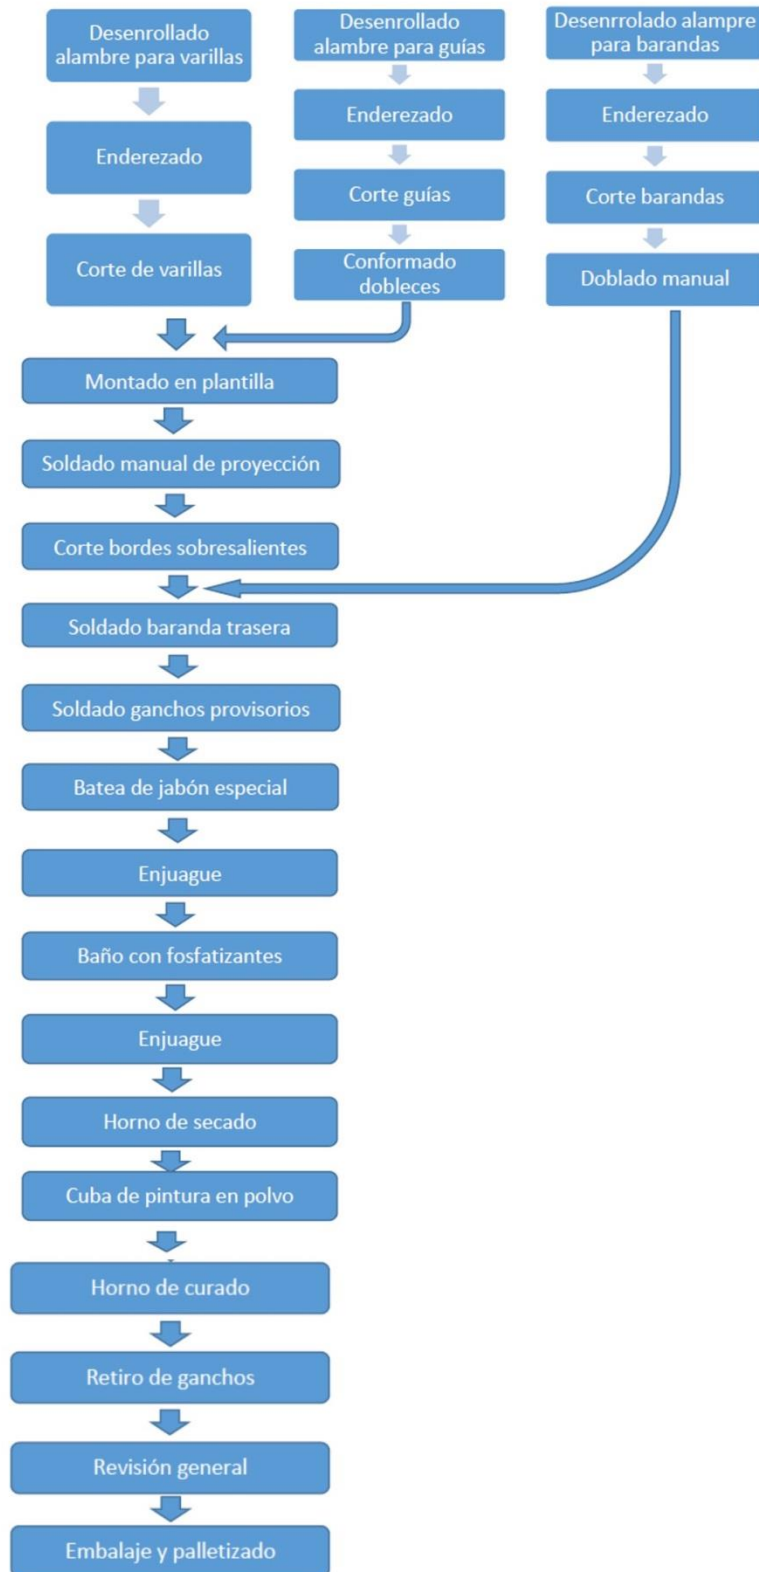 Desenrollado
alambre para varillas
Enderezado
Corte de varillas
Desenrollado
alambre para guías
Enderezado
Corte guías
Conformado
dobleces
Desenrrolado alampre
para barandas
Enderezado
Corte barandas
Doblado manual
Montado en plantilla
Soldado manual de proyección
Corte bordes sobresalientes
Soldado baranda trasera
Soldado ganchos provisorios
Batea de jabón especial
Enjuague
Baño con fosfatizantes
Enjuague
Horno de secado
Cuba de pintura en polvo
Horno de curado
Retiro de ganchos
Revisión general
Embalaje y palletizado